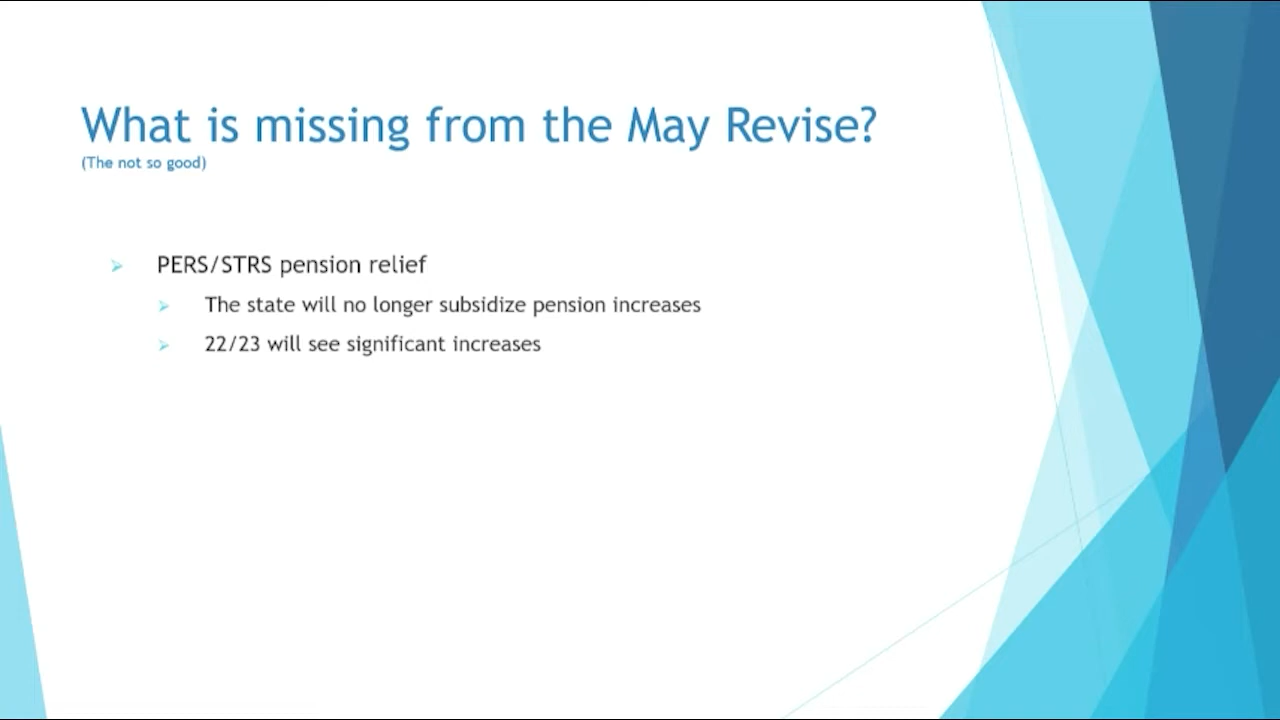 What is missing from the May Revise?
(The not so good)
PERS/STRS pension relief
The state will no longer subsidize pension increases
22/23 will see significant increases